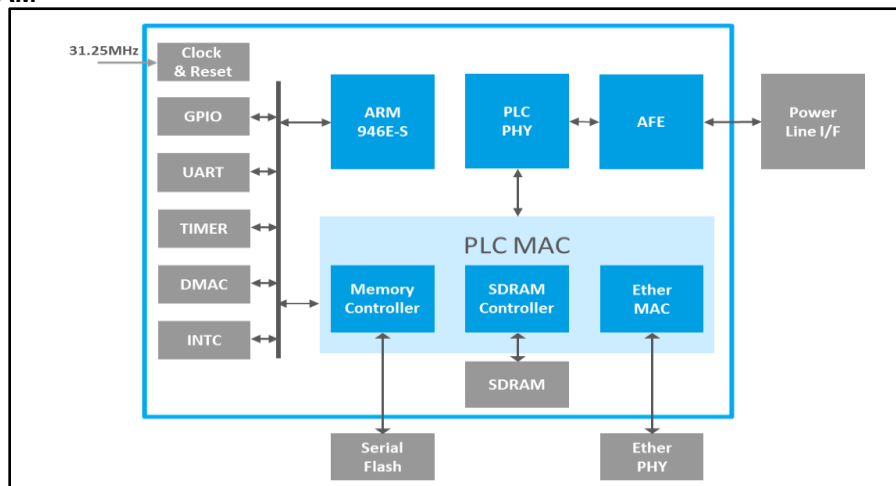 31.25MHz
Clock
& Reset
GPIO
UART
TIMER
DMAC
INTC
ARM
946E-S
PLC
PHY
AFE
Power
Line I/F
PLC MAC
Memory
Controller
SDRAM
Controller
Ether
MAC
SDRAM
Serial
Flash
Ether
PHY